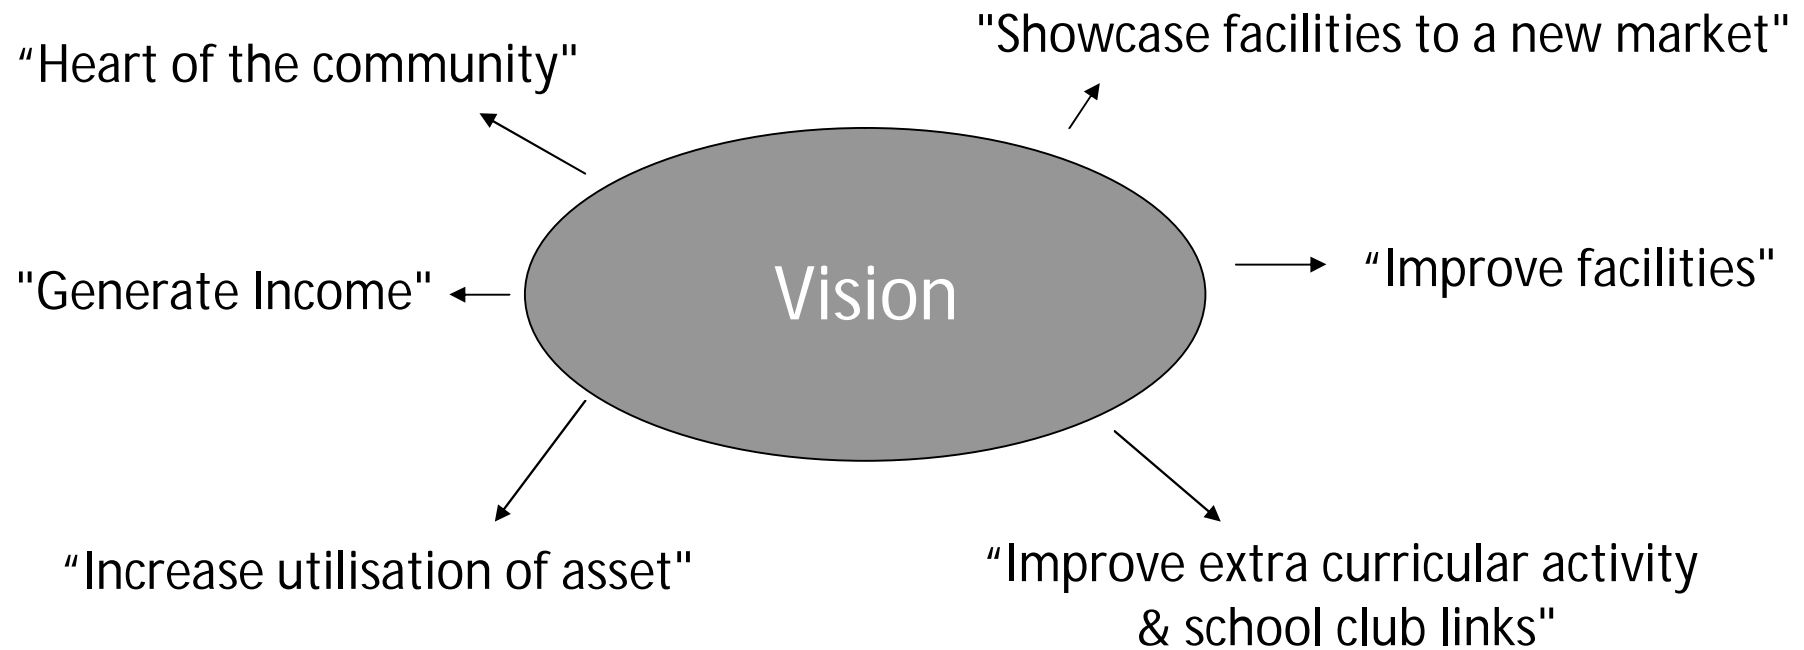 "Showcase facilities to a new market"
“Heart of the community"
“Improve facilities"
"Generate Income"
Vision
“Increase utilisation of asset"
“Improve extra curricular activity
& school club links"